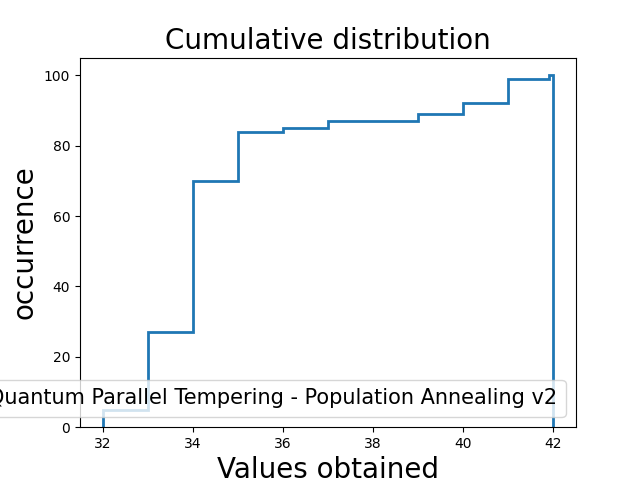 Cumulative distribution
100
80
60
40
20
0
occurrence
Quantum Parallel Tempering - Population Annealing v2
32 34 36 38 40 42
Values obtained